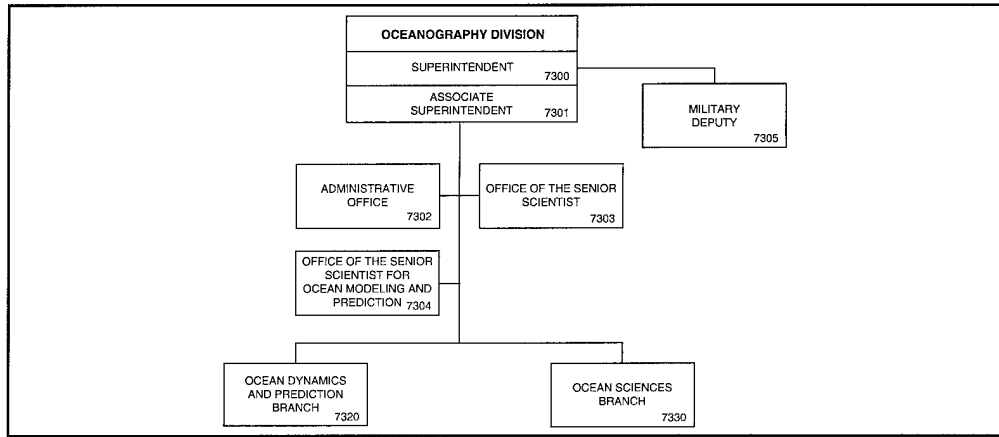 OCEANOGRAPHY DIVISION
SUPERINTENDENT
7300
ASSOCIATE
SUPERINTENDENT
7301
MILITARY
DEPUTY
7305
ADMINISTRATIVE
OFFICE
7302
OFFICE OF THE SENIOR
SCIENTIST
7303
OFFICE OF THE SENIOR
SCIENTIST FOR
OCEAN MODELING AND
PREDICTION 7304
OCEAN DYNAMICS
AND PREDICTION
BRANCH
7320
OCEAN SCIENCES
BRANCH
7330